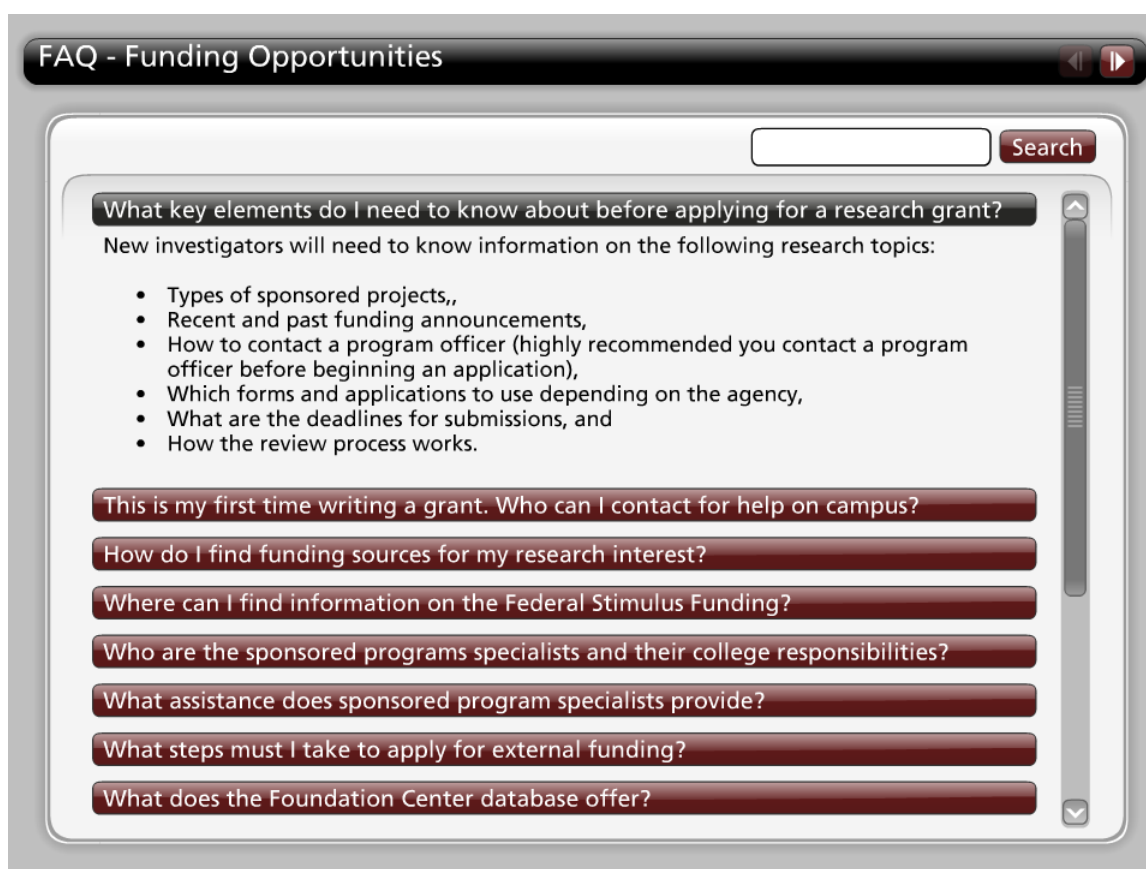 FAQ - Funding Opportunities
Search
What key elements do I need to know about before applying for a research grant?
New investigators will need to know information on the following research topics:
• Types of sponsored projects,,
• Recent and past funding announcements,
• How to contact a program officer (highly recommended you contact a program
officer before beginning an application),
• Which forms and applications to use depending on the agency,
• What are the deadlines for submissions, and
• How the review process works.
This is my first time writing a grant. Who can I contact for help on campus?
How do I find funding sources for my research interest?
Where can I find information on the Federal Stimulus Funding?
Who are the sponsored programs specialists and their college responsibilities?
What assistance does sponsored program specialists provide?
What steps must I take to apply for external funding?
What does the Foundation Center database offer?